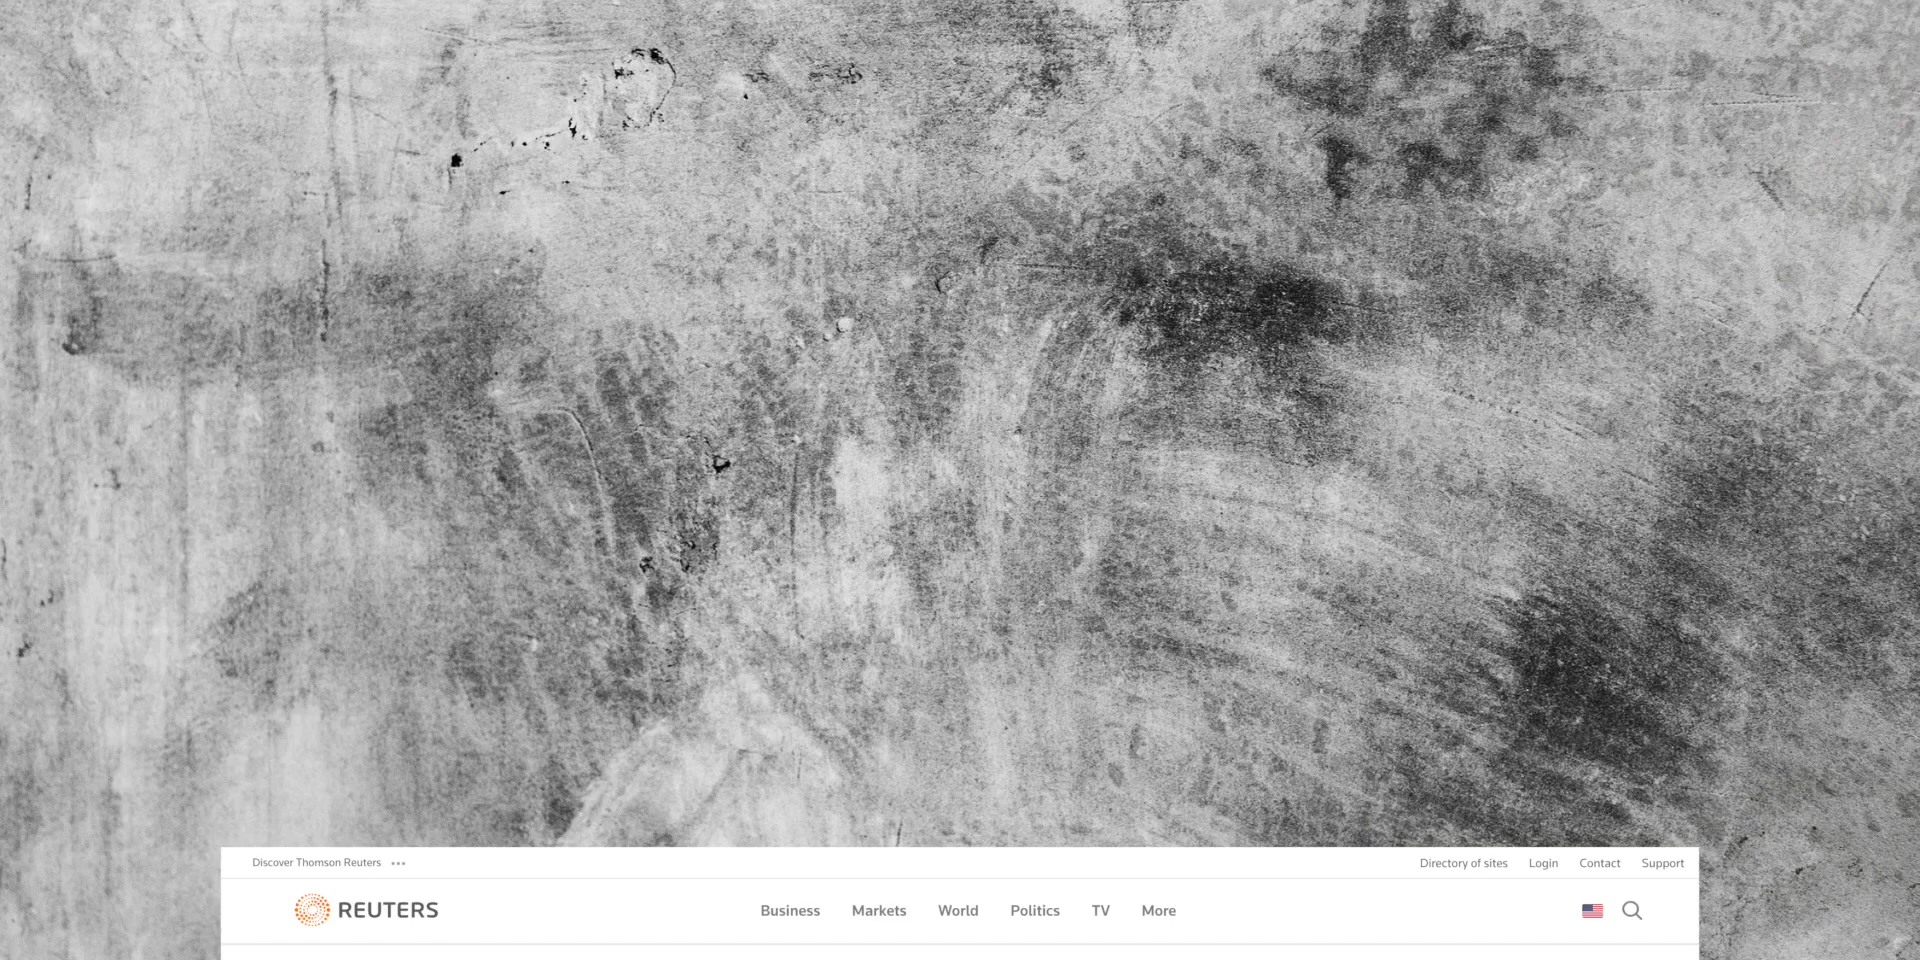 Discover Thomson Reuters
Directory of sites Login Contact Support
REUTERS
Business Markets World Politics TV More